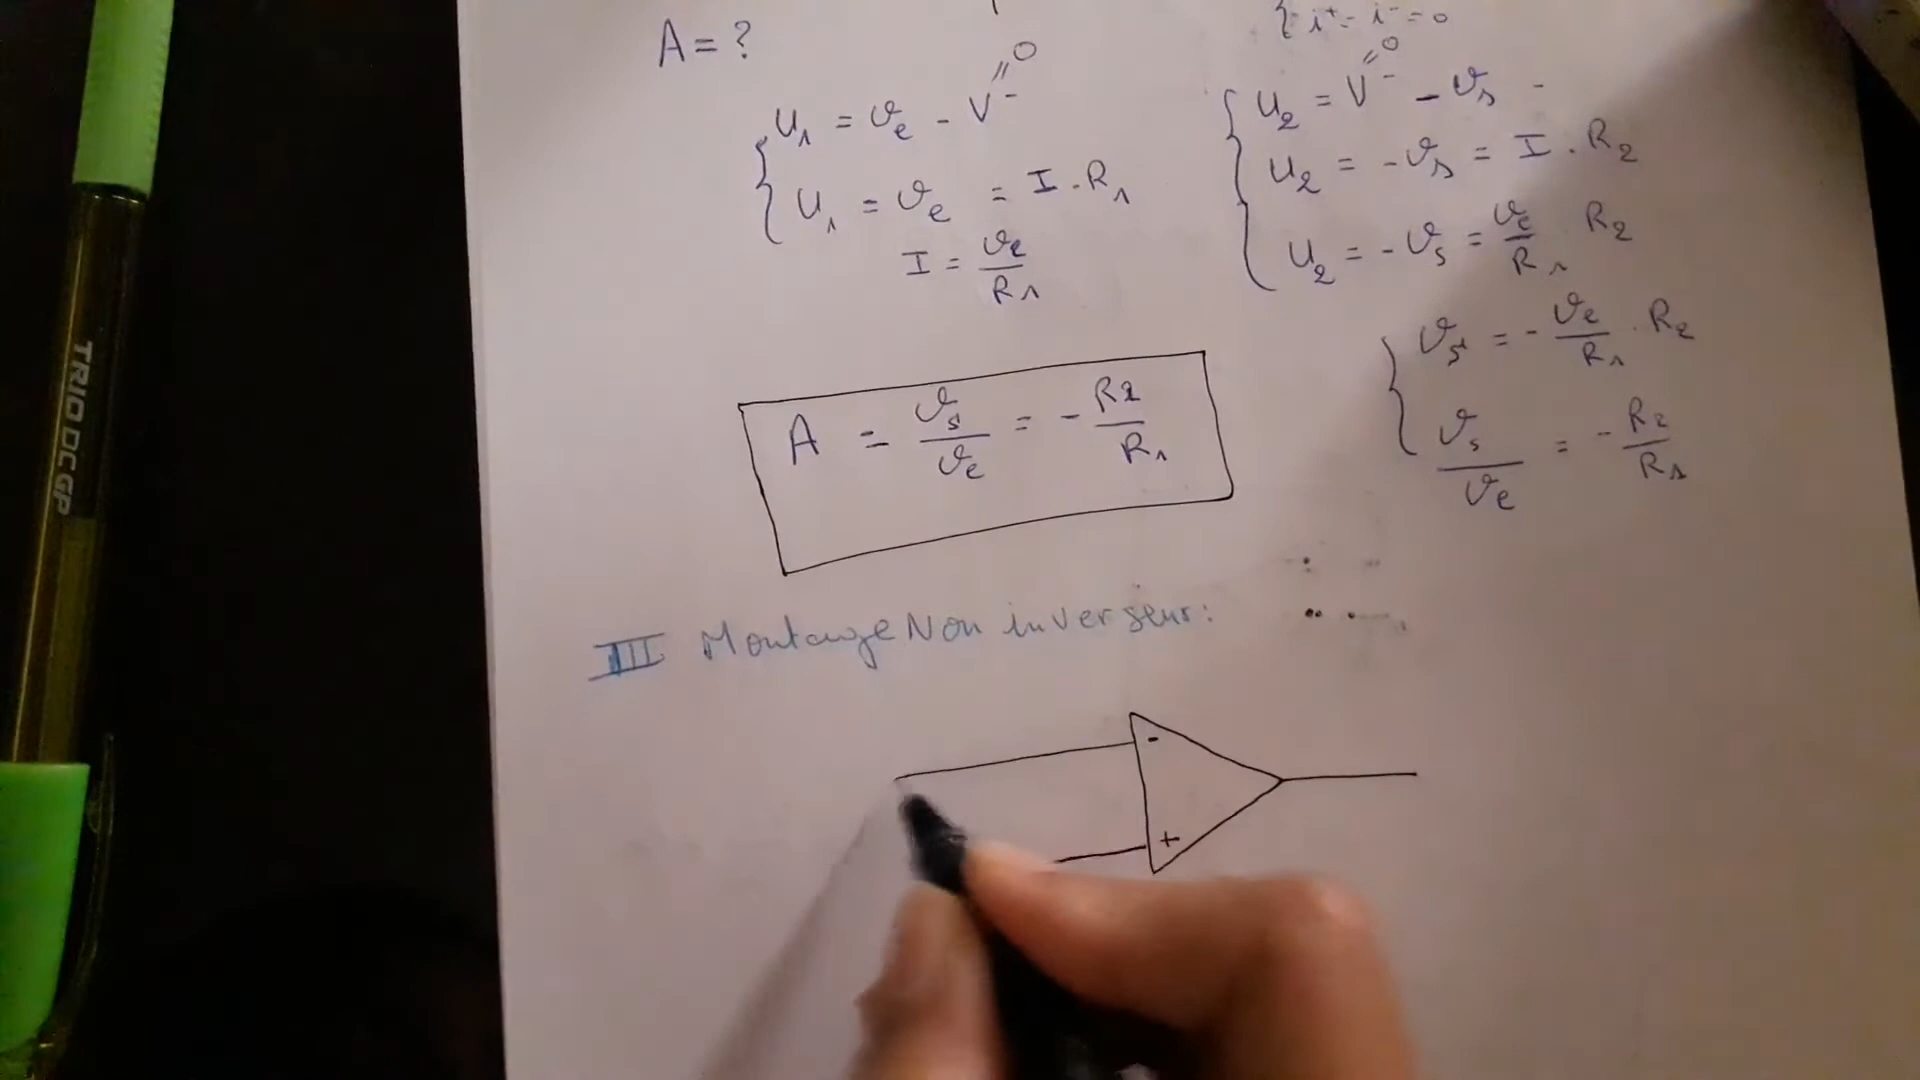 A = ?
{ i⁺ = i⁻ = 0
U₁ = ve - V⁻ = 0
U₁ = ve = I . R₁
I = ve/R₁
U₂ = V⁻ - vs
= 0
U₂ = -vs = I . R₂
U₂ = -vs = ve/R₁ R₂
vs = - ve/R₁ . R₂
vs/ve = - R₂/R₁
A = vs/ve = - R₂/R₁
III Montange Non inverseur:
-
+
TRIO DC GP